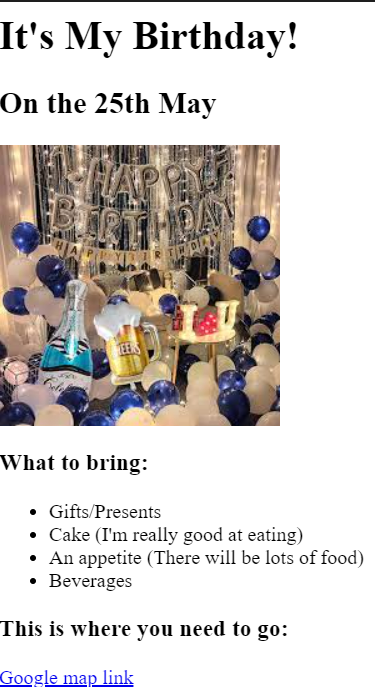 It's My Birthday!
On the 25th May
HAPPY
BIRTHDAY
HAPPY BIRTHDAY
CHEERS
I U
What to bring:
Gifts/Presents
Cake (I'm really good at eating)
An appetite (There will be lots of food)
Beverages
This is where you need to go:
Google map link